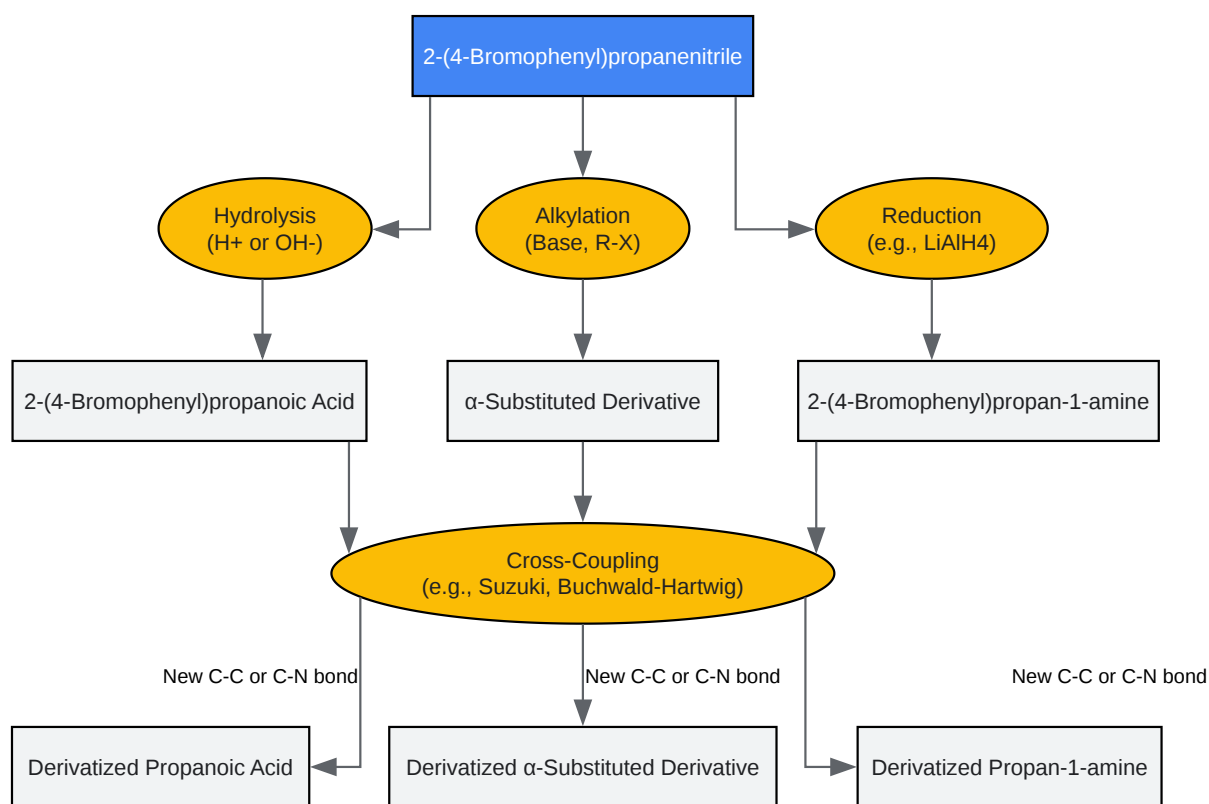 2-(4-Bromophenyl)propanenitrile
Hydrolysis
(H+ or OH-)
Alkylation
(Base, R-X)
Reduction
(e.g., LiAlH4)
2-(4-Bromophenyl)propanoic Acid
α-Substituted Derivative
2-(4-Bromophenyl)propan-1-amine
Cross-Coupling
(e.g., Suzuki, Buchwald-Hartwig)
New C-C or C-N bond
New C-C or C-N bond
New C-C or C-N bond
Derivatized Propanoic Acid
Derivatized α-Substituted Derivative
Derivatized Propan-1-amine